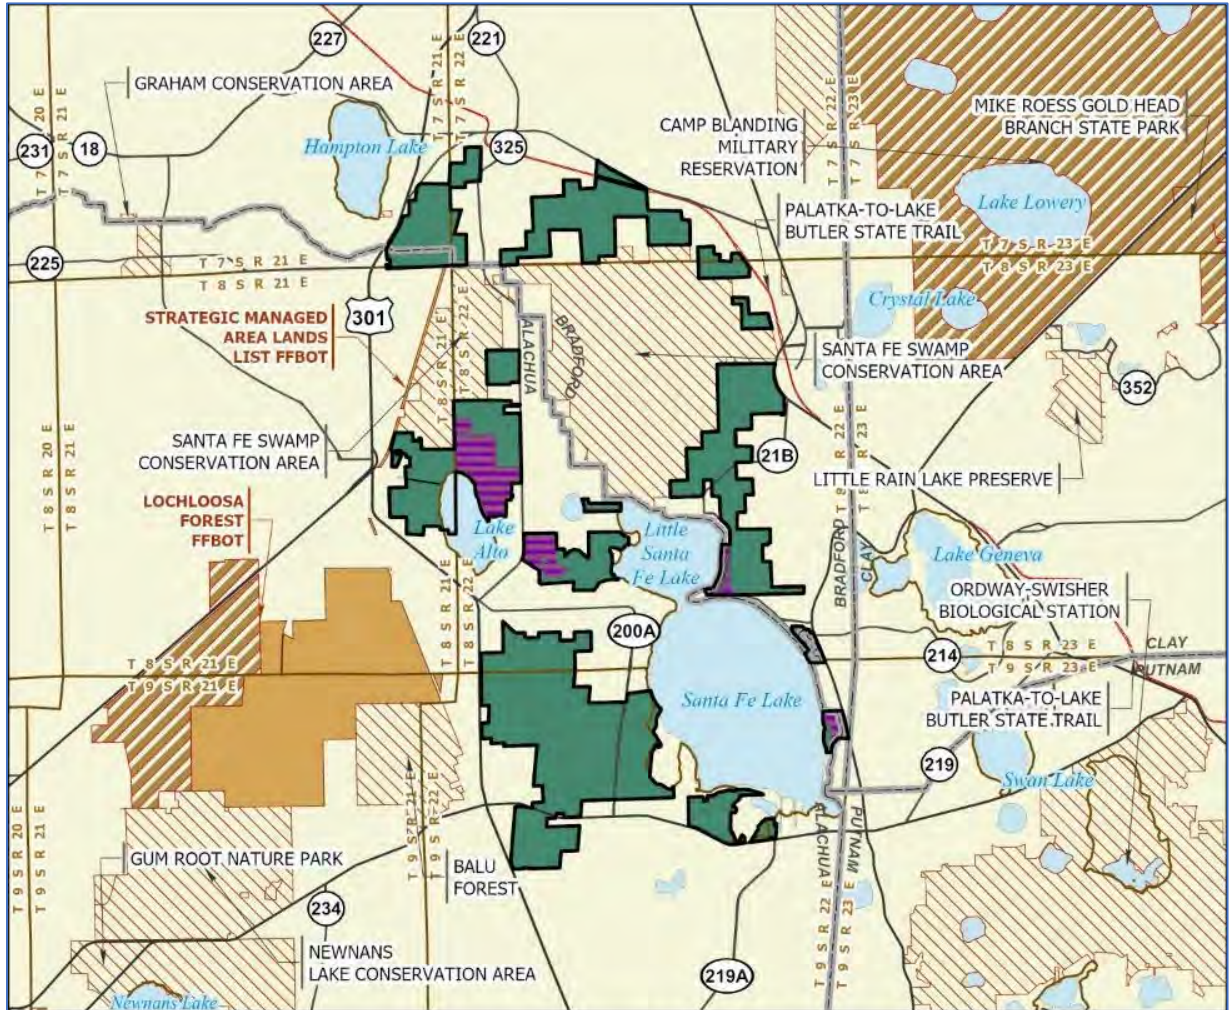 227
221
T 7 S R 21 E
T 7 S R 22 E
T 7 S R 22 E
T 7 S R 23 E
T 7 S R 20 E
T 7 S R 21 E
GRAHAM CONSERVATION AREA
MIKE ROESS GOLD HEAD
BRANCH STATE PARK
CAMP BLANDING
MILITARY
RESERVATION
231
18
Hampton Lake
325
Lake Lowery
PALATKA-TO-LAKE
BUTLER STATE TRAIL
225
T 7 S R 21 E
T 8 S R 21 E
T 7 S R 23 E
T 8 S R 23 E
Crystal Lake
STRATEGIC MANAGED
AREA LANDS
LIST FFBOT
301
T 8 S R 21 E
T 8 S R 22 E
ALACHUA
BRADFORD
SANTA FE SWAMP
CONSERVATION AREA
352
SANTA FE SWAMP
CONSERVATION AREA
21B
T 8 S R 20 E
T 8 S R 21 E
T 8 S R 22 E
T 8 S R 23 E
LITTLE RAIN LAKE PRESERVE
LOCHLOOSA
FOREST
FFBOT
Lake
Alto
Little
Santa
Fe Lake
BRADFORD
CLAY
Lake Geneva
ORDWAY-SWISHER
BIOLOGICAL STATION
T 8 S R 21 E
T 8 S R 22 E
200A
214
T 8 S R 23 E
T 9 S R 23 E
CLAY
PUTNAM
T 8 S R 21 E
T 9 S R 21 E
Santa Fe Lake
PALATKA-TO-LAKE
BUTLER STATE TRAIL
219
Swan Lake
T 9 S R 20 E
T 9 S R 21 E
T 9 S R 21 E
T 9 S R 22 E
ALACHUA
PUTNAM
GUM ROOT NATURE PARK
BALU
FOREST
T 9 S R 22 E
T 9 S R 23 E
234
NEWNANS
LAKE CONSERVATION AREA
219A
Newnans Lake